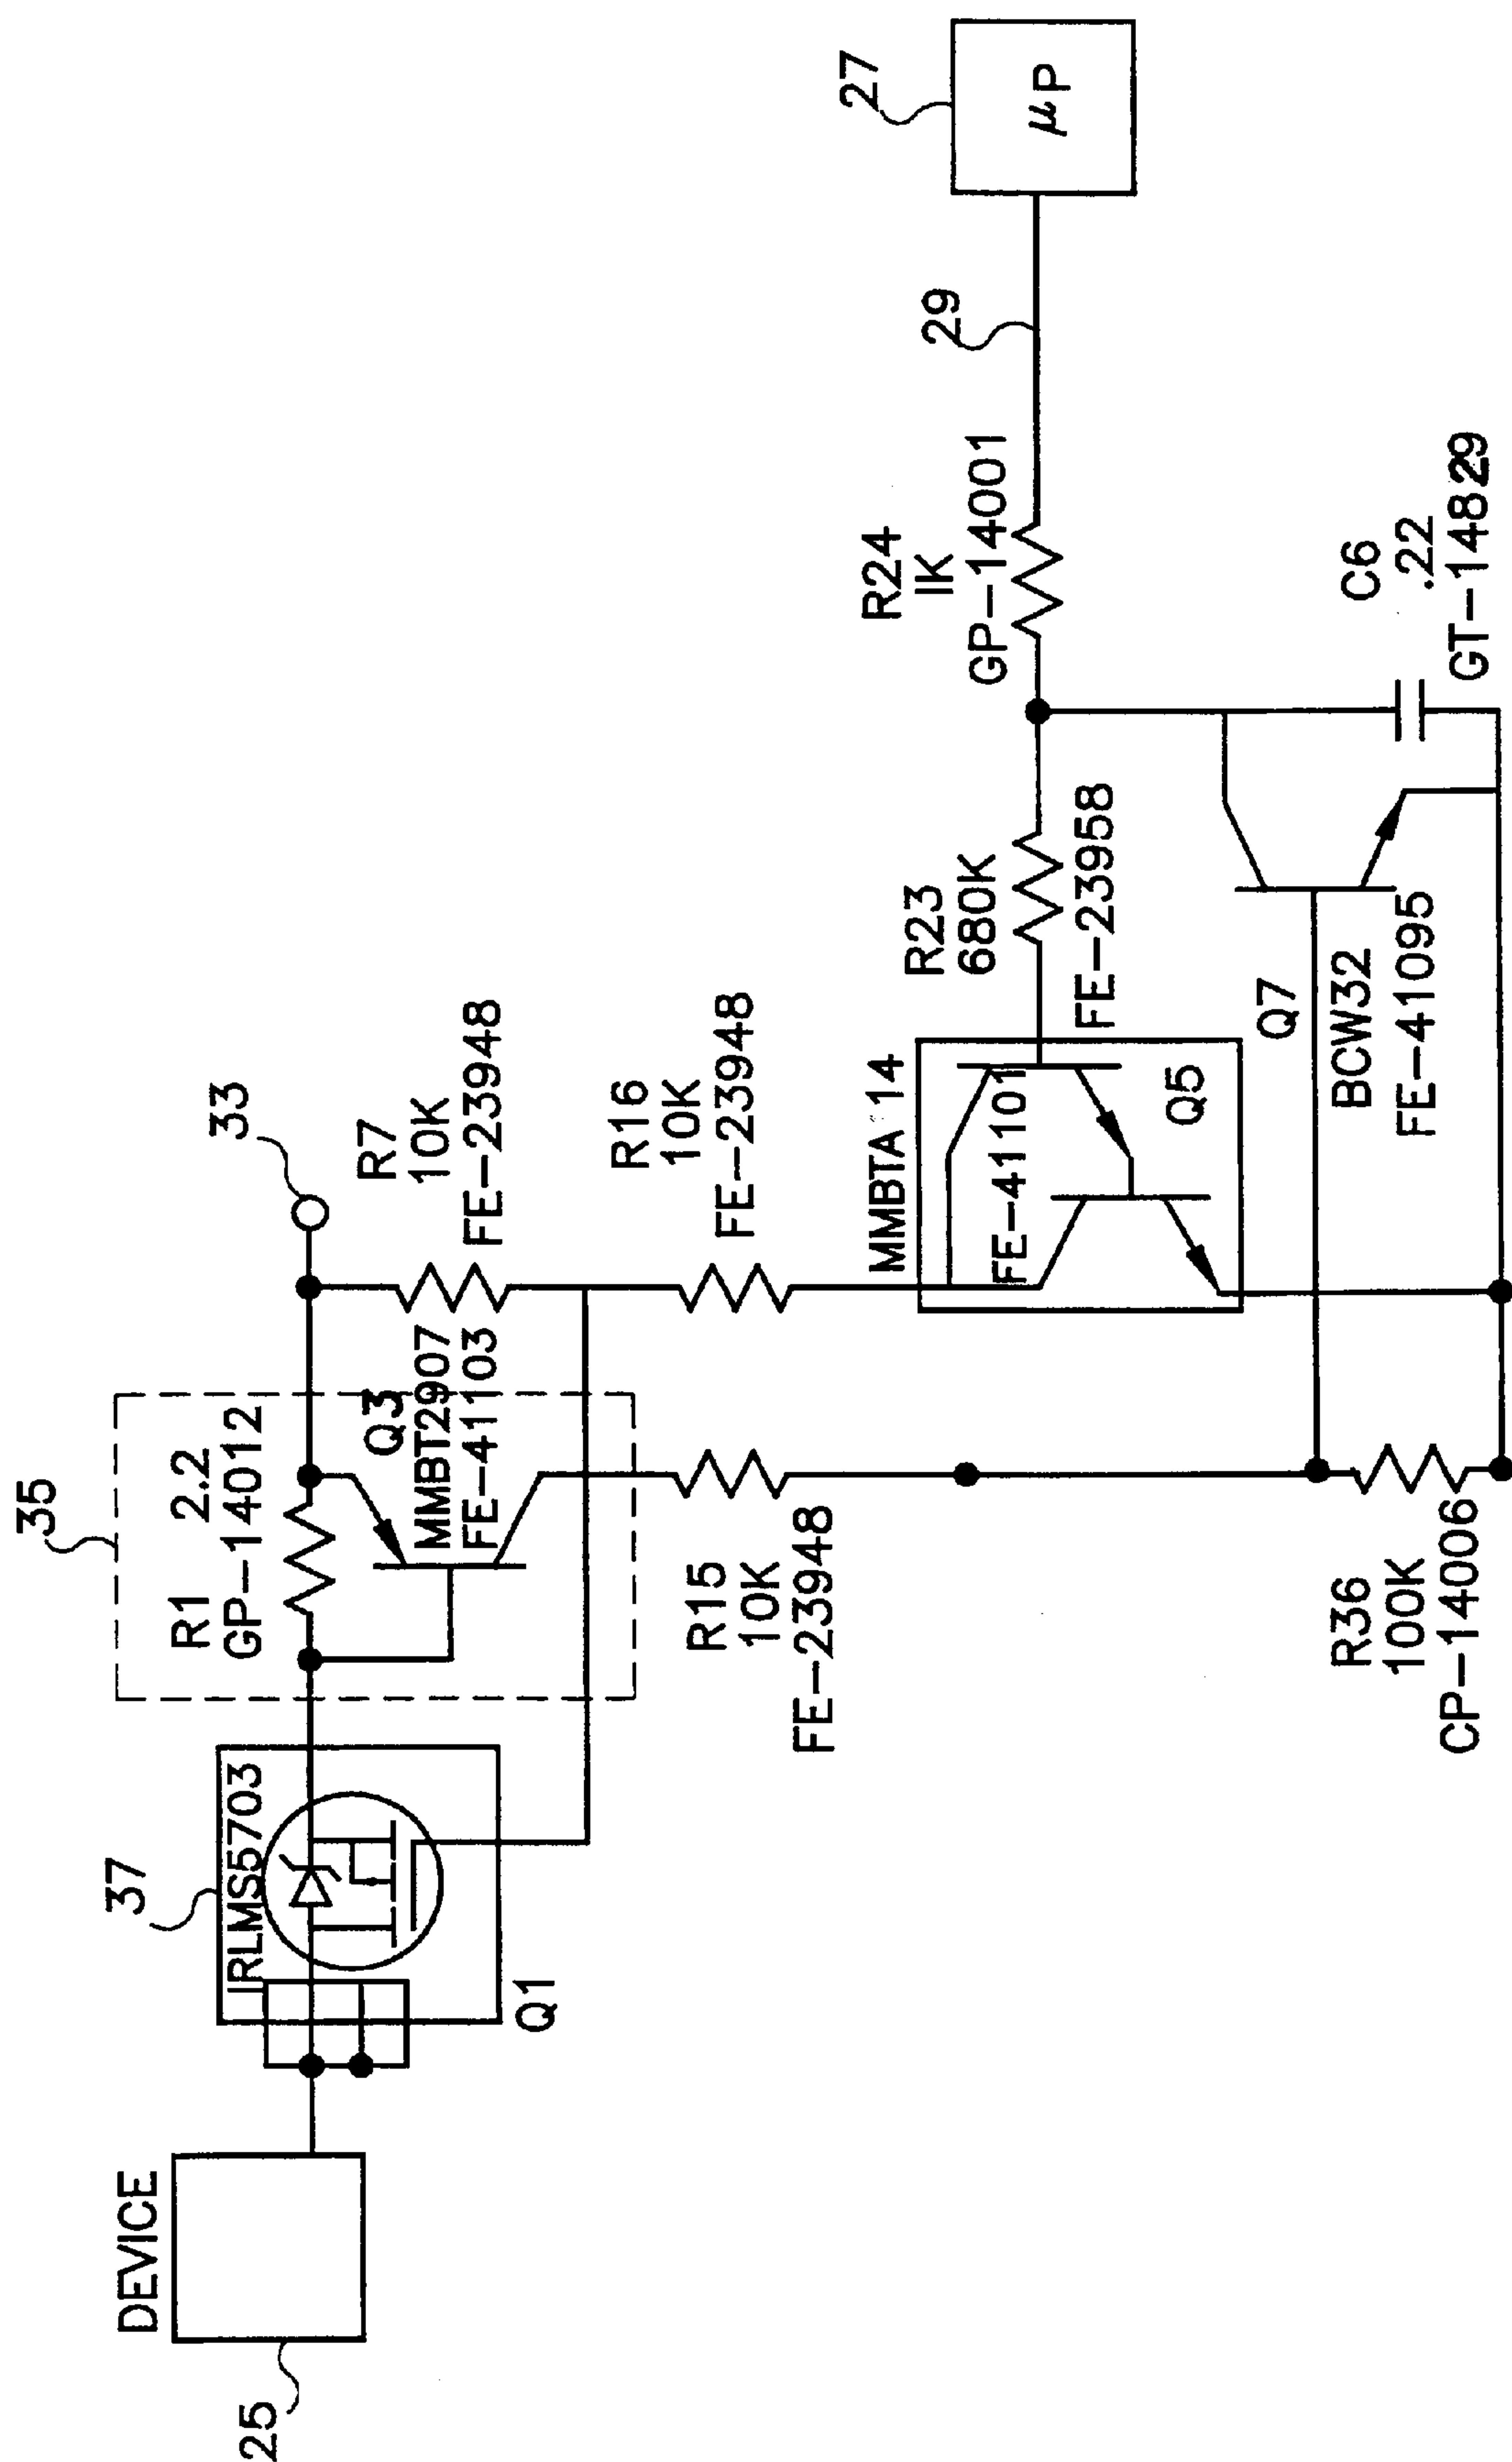 DEVICE
25
37
IRLMS5703
Q1
35
R1 2.2
GP-14012
Q3
MMBT2907
FE-41103
33
R7
10K
FE-23948
R16
10K
FE-23948
R15
10K
FE-23948
MMBTA 14
FE-41101
Q5
R23
680K
FE-23958
R24
1K
GP-14001
29
27
μP
Q7
BCW32
FE-41095
C6
.22
GT-14829
R36
100K
CP-14006